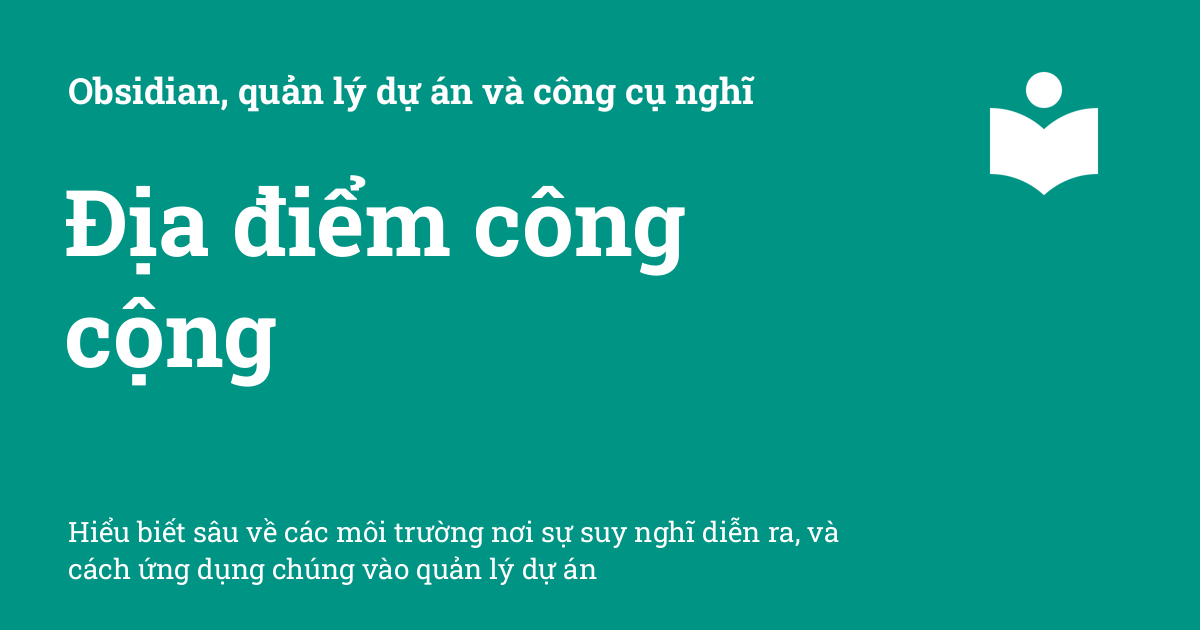 Obsidian, quản lý dự án và công cụ nghĩ
Địa điểm công
cộng
Hiểu biết sâu về các môi trường nơi sự suy nghĩ diễn ra, và
cách ứng dụng chúng vào quản lý dự án